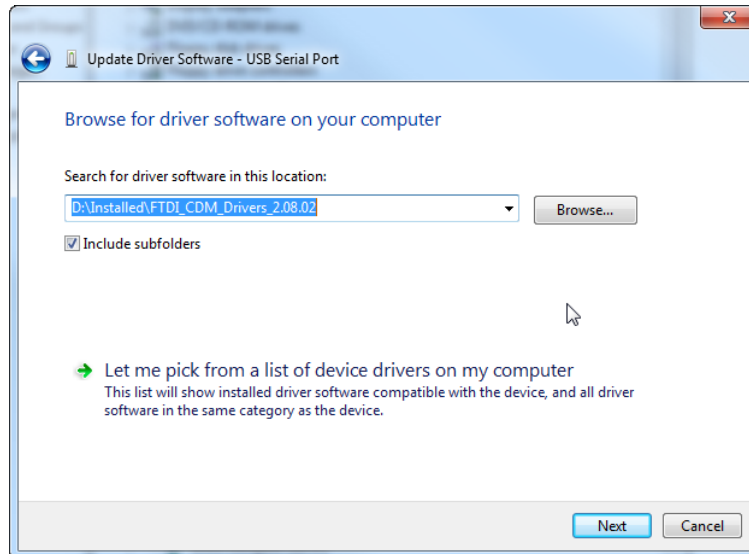 Update Driver Software - USB Serial Port
Browse for driver software on your computer
Search for driver software in this location:
D:\Installed\FTDI_CDM_Drivers_2.08.02
Browse...
Include subfolders
Let me pick from a list of device drivers on my computer
This list will show installed driver software compatible with the device, and all driver
software in the same category as the device.
Next
Cancel